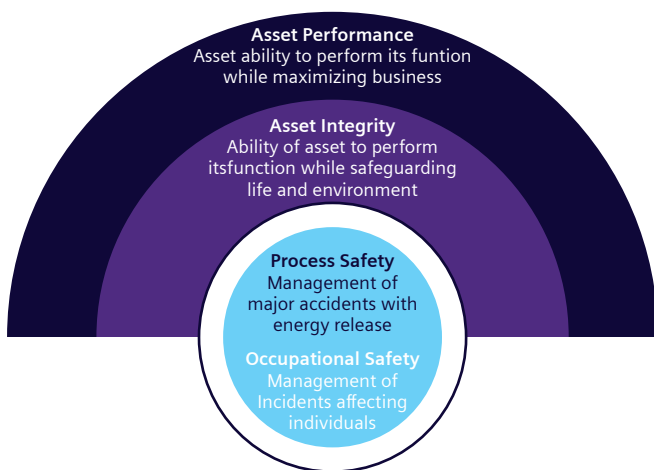 Asset Performance
Asset ability to perform its funtion
while maximizing business
Asset Integrity
Ability of asset to perform
itsfunction while safeguarding
life and environment
Process Safety
Management of
major accidents with
energy release
Occupational Safety
Management of
Incidents affecting
individuals